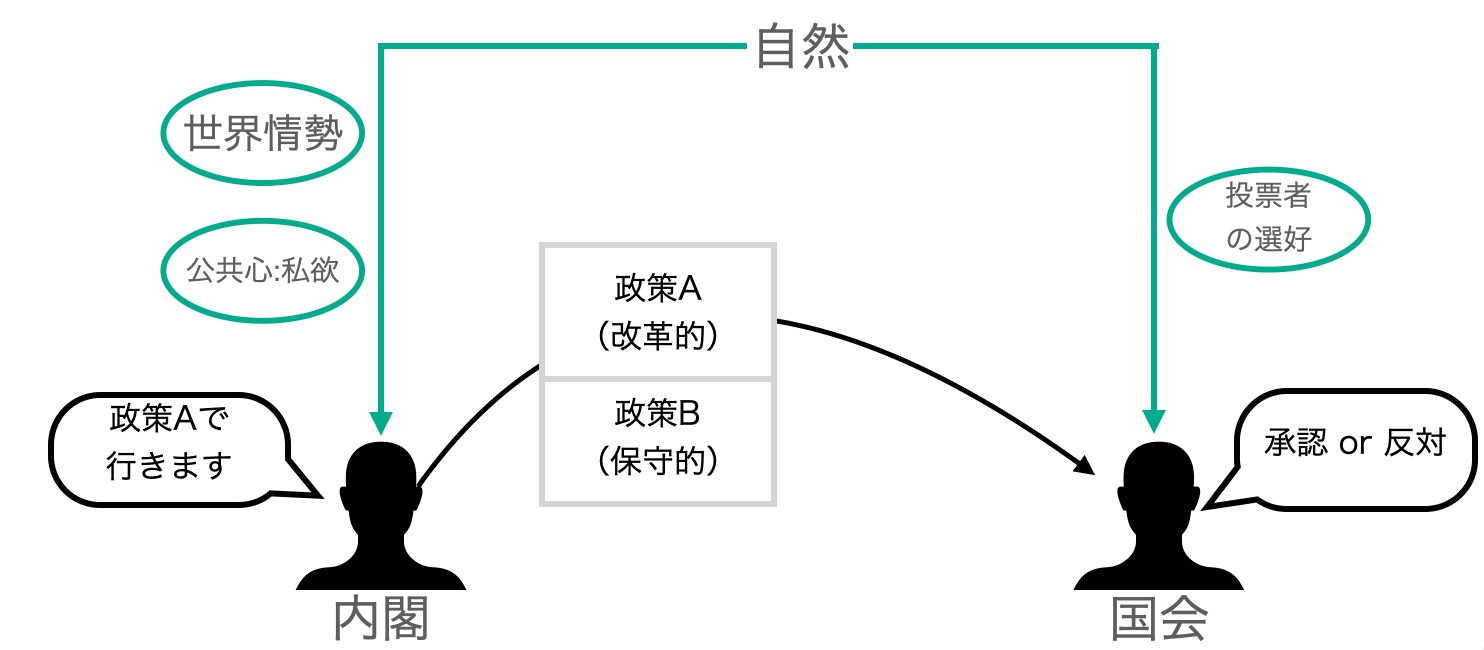 自然
世界情勢
公共心:私欲
投票者
の選好
政策A
（改革的）
政策B
（保守的）
政策Aで
行きます
承認 or 反対
内閣
国会